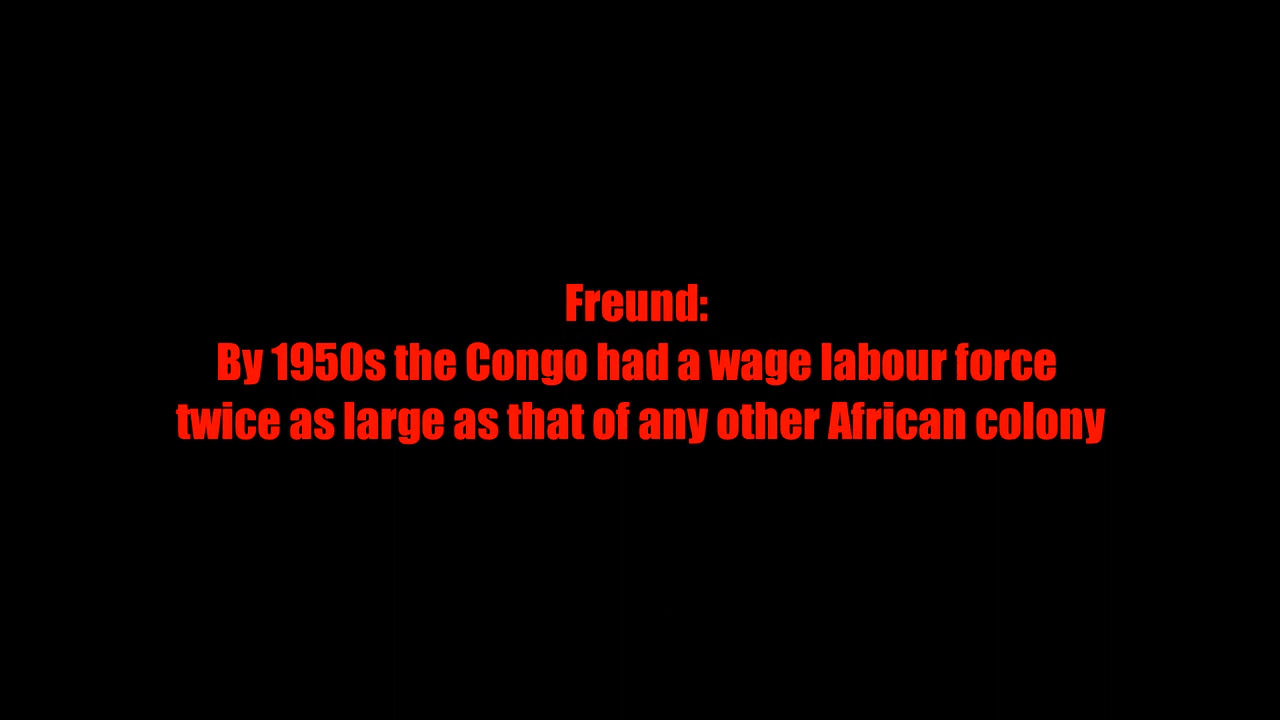 Freund:
By 1950s the Congo had a wage labour force
twice as large as that of any other African colony